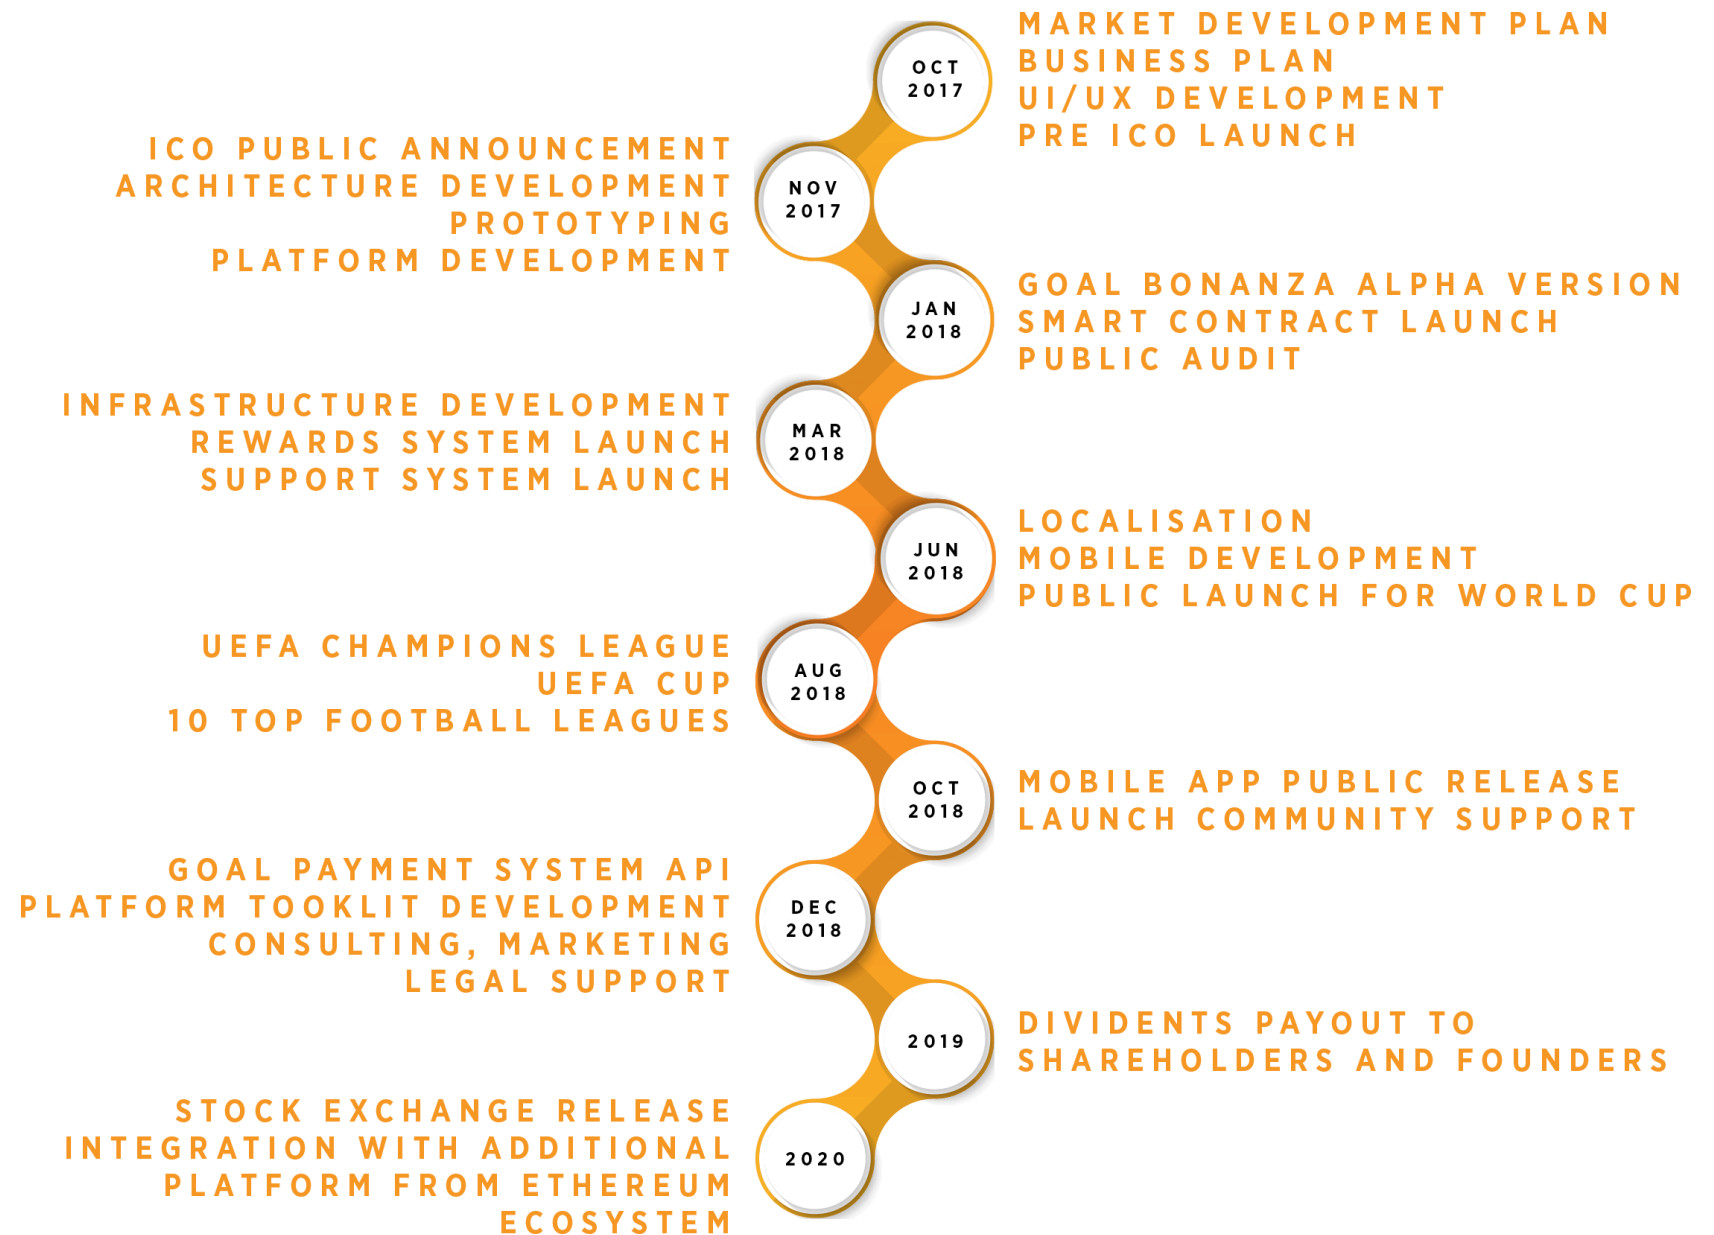 OCT
2017
MARKET DEVELOPMENT PLAN
BUSINESS PLAN
UI/UX DEVELOPMENT
PRE ICO LAUNCH
NOV
2017
ICO PUBLIC ANNOUNCEMENT
ARCHITECTURE DEVELOPMENT
PROTOTYPING
PLATFORM DEVELOPMENT
JAN
2018
GOAL BONANZA ALPHA VERSION
SMART CONTRACT LAUNCH
PUBLIC AUDIT
MAR
2018
INFRASTRUCTURE DEVELOPMENT
REWARDS SYSTEM LAUNCH
SUPPORT SYSTEM LAUNCH
JUN
2018
LOCALISATION
MOBILE DEVELOPMENT
PUBLIC LAUNCH FOR WORLD CUP
AUG
2018
UEFA CHAMPIONS LEAGUE
UEFA CUP
10 TOP FOOTBALL LEAGUES
OCT
2018
MOBILE APP PUBLIC RELEASE
LAUNCH COMMUNITY SUPPORT
DEC
2018
GOAL PAYMENT SYSTEM API
PLATFORM TOOKLIT DEVELOPMENT
CONSULTING, MARKETING
LEGAL SUPPORT
2019
DIVIDENTS PAYOUT TO
SHAREHOLDERS AND FOUNDERS
2020
STOCK EXCHANGE RELEASE
INTEGRATION WITH ADDITIONAL
PLATFORM FROM ETHEREUM
ECOSYSTEM